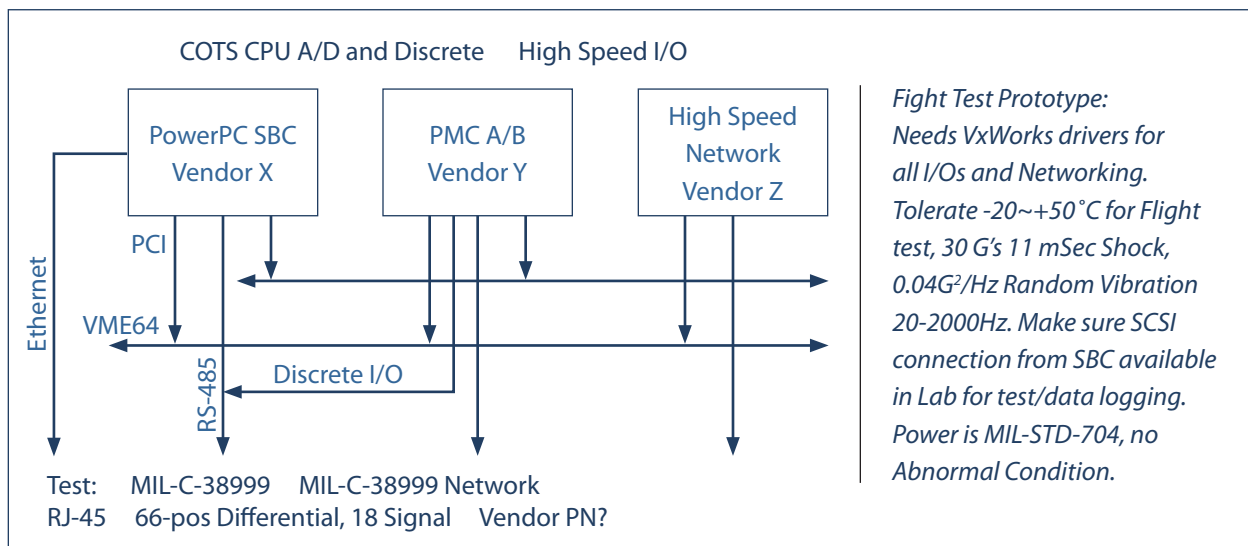 COTS CPU A/D and Discrete High Speed I/O
PowerPC SBC
Vendor X
PMC A/B
Vendor Y
High Speed
Network
Vendor Z
PCI
Ethernet
VME64
RS-485
Discrete I/O
Test: MIL-C-38999 MIL-C-38999 Network
RJ-45 66-pos Differential, 18 Signal Vendor PN?
Fight Test Prototype:
Needs VxWorks drivers for
all I/Os and Networking.
Tolerate -20~+50˚C for Flight
test, 30 G's 11 mSec Shock,
0.04G²/Hz Random Vibration
20-2000Hz. Make sure SCSI
connection from SBC available
in Lab for test/data logging.
Power is MIL-STD-704, no
Abnormal Condition.